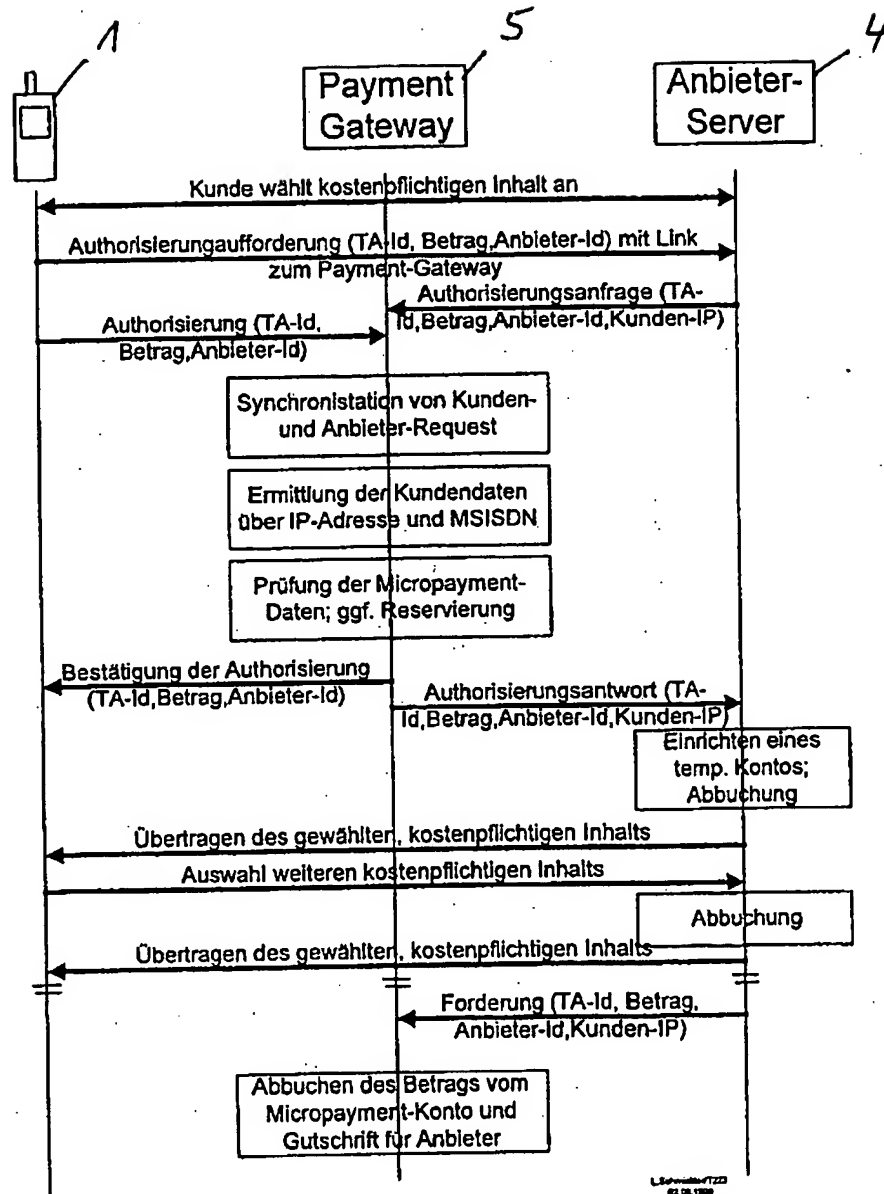 1
5
4
Payment
Gateway
Anbieter-
Server
Kunde wählt kostenpflichtigen Inhalt an
Authorisierungaufforderung (TA-Id, Betrag,Anbieter-Id) mit Link
zum Payment-Gateway
Authorisierungsanfrage (TA-
Id,Betrag,Anbieter-Id,Kunden-IP)
Authorisierung (TA-Id,
Betrag,Anbieter-Id)
Synchronistation von Kunden-
und Anbieter-Request
Ermittlung der Kundendaten
über IP-Adresse und MSISDN
Prüfung der Micropayment-
Daten; ggf. Reservierung
Bestätigung der Authorisierung
(TA-Id,Betrag,Anbieter-Id)
Authorisierungsantwort (TA-
Id,Betrag,Anbieter-Id,Kunden-IP)
Einrichten eines
temp. Kontos;
Abbuchung
Übertragen des gewählten, kostenpflichtigen Inhalts
Auswahl weiteren kostenpflichtigen Inhalts
Abbuchung
Übertragen des gewählten, kostenpflichtigen Inhalts
Forderung (TA-Id, Betrag,
Anbieter-Id,Kunden-IP)
Abbuchen des Betrags vom
Micropayment-Konto und
Gutschrift für Anbieter